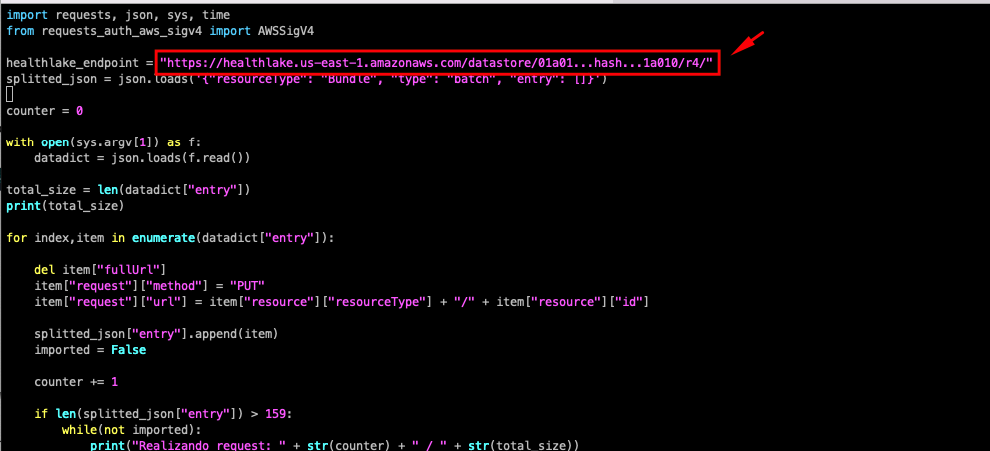 import requests, json, sys, time
from requests_auth_aws_sigv4 import AWSSigV4
healthlake_endpoint = "https://healthlake.us-east-1.amazonaws.com/datastore/01a01...hash...1a010/r4/"
splitted_json = json.loads('{"resourceType": "Bundle", "type": "batch", "entry": []}')
counter = 0
with open(sys.argv[1]) as f:
    datadict = json.loads(f.read())
total_size = len(datadict["entry"])
print(total_size)
for index,item in enumerate(datadict["entry"]):
    del item["fullUrl"]
    item["request"]["method"] = "PUT"
    item["request"]["url"] = item["resource"]["resourceType"] + "/" + item["resource"]["id"]
    splitted_json["entry"].append(item)
    imported = False
    counter += 1
    if len(splitted_json["entry"]) > 159:
        while(not imported):
            print("Realizando request: " + str(counter) + " / " + str(total_size))